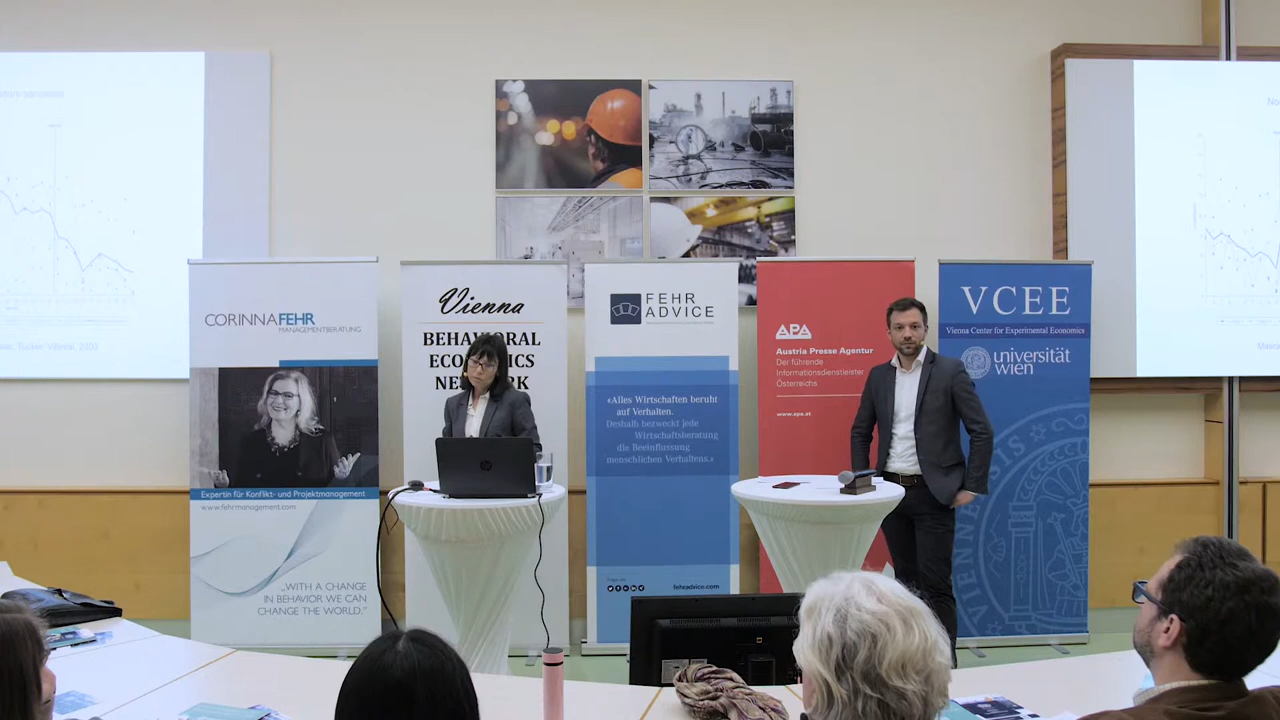 CORINNAFEHR
MANAGEMENTBERATUNG
Expertin für Konflikt- und Projektmanagement
www.fehrmanagement.com
„WITH A CHANGE
IN BEHAVIOR WE CAN
CHANGE THE WORLD.“
Vienna
BEHAVIORAL
FEHR
ADVICE
«Alles Wirtschaften beruht
auf Verhalten.
Deshalb bezweckt jede
Wirtschaftsberatung
die Beeinflussung
menschlichen Verhaltens.»
fehradvice.com
APA
Austria Presse Agentur
Der führende
Informationsdienstleister
Österreichs
www.apa.at
VCEE
Vienna Center for Experimental Economics
universität
wien
hp